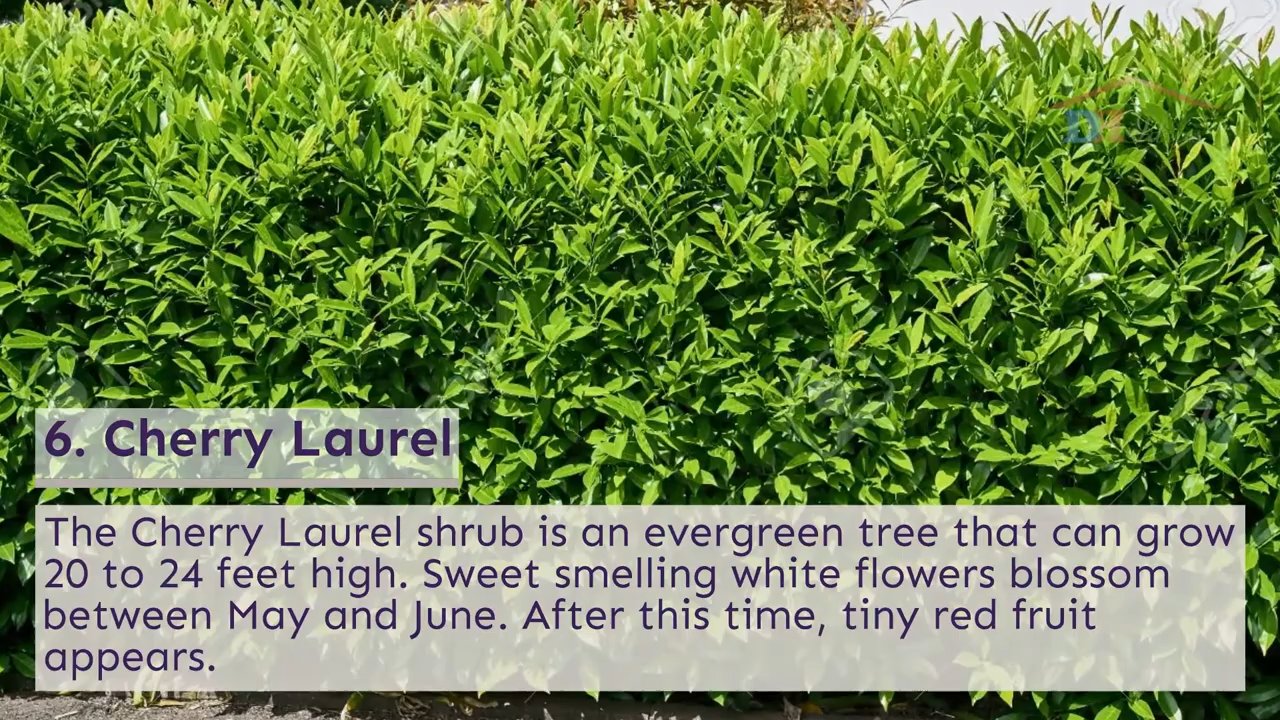 6. Cherry Laurel
The Cherry Laurel shrub is an evergreen tree that can grow
20 to 24 feet high. Sweet smelling white flowers blossom
between May and June. After this time, tiny red fruit
appears.